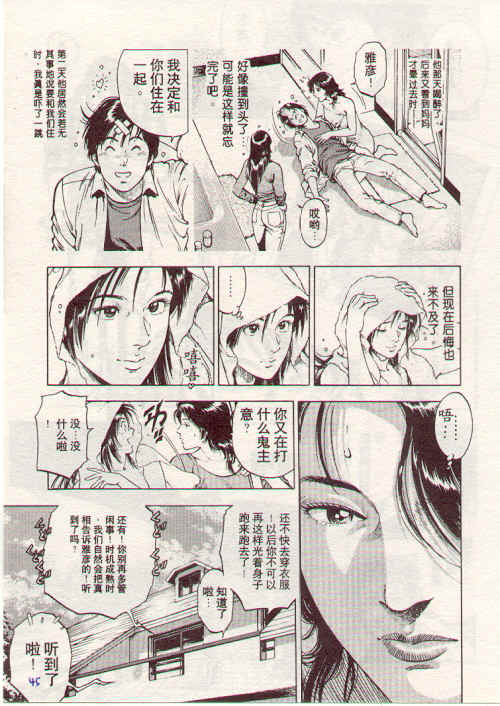 他那天喝醉了，
后来又看到妈妈
才晕过去时——
雅彦！
哎哟…
好像撞到头了…
可能是这样就忘
完了吧。
我决定和
你们住在
一起。
第二天他居然会若无
其事地说要和我们住
时，我真是吓了一跳
但现在后悔也
来不及了。
………
嘻
嘻
唔……
……
你又在打
什么鬼主
意？
没…没
什么啦
！
还不快去穿衣服
！以后你不可以
再这样光着身子
跑来跑去了！
知道了
啦…
还有！你别再多管
闲事！时机成熟时
，我们自然会把真
相告诉雅彦的！听
到了吗？
听到了
啦！
45